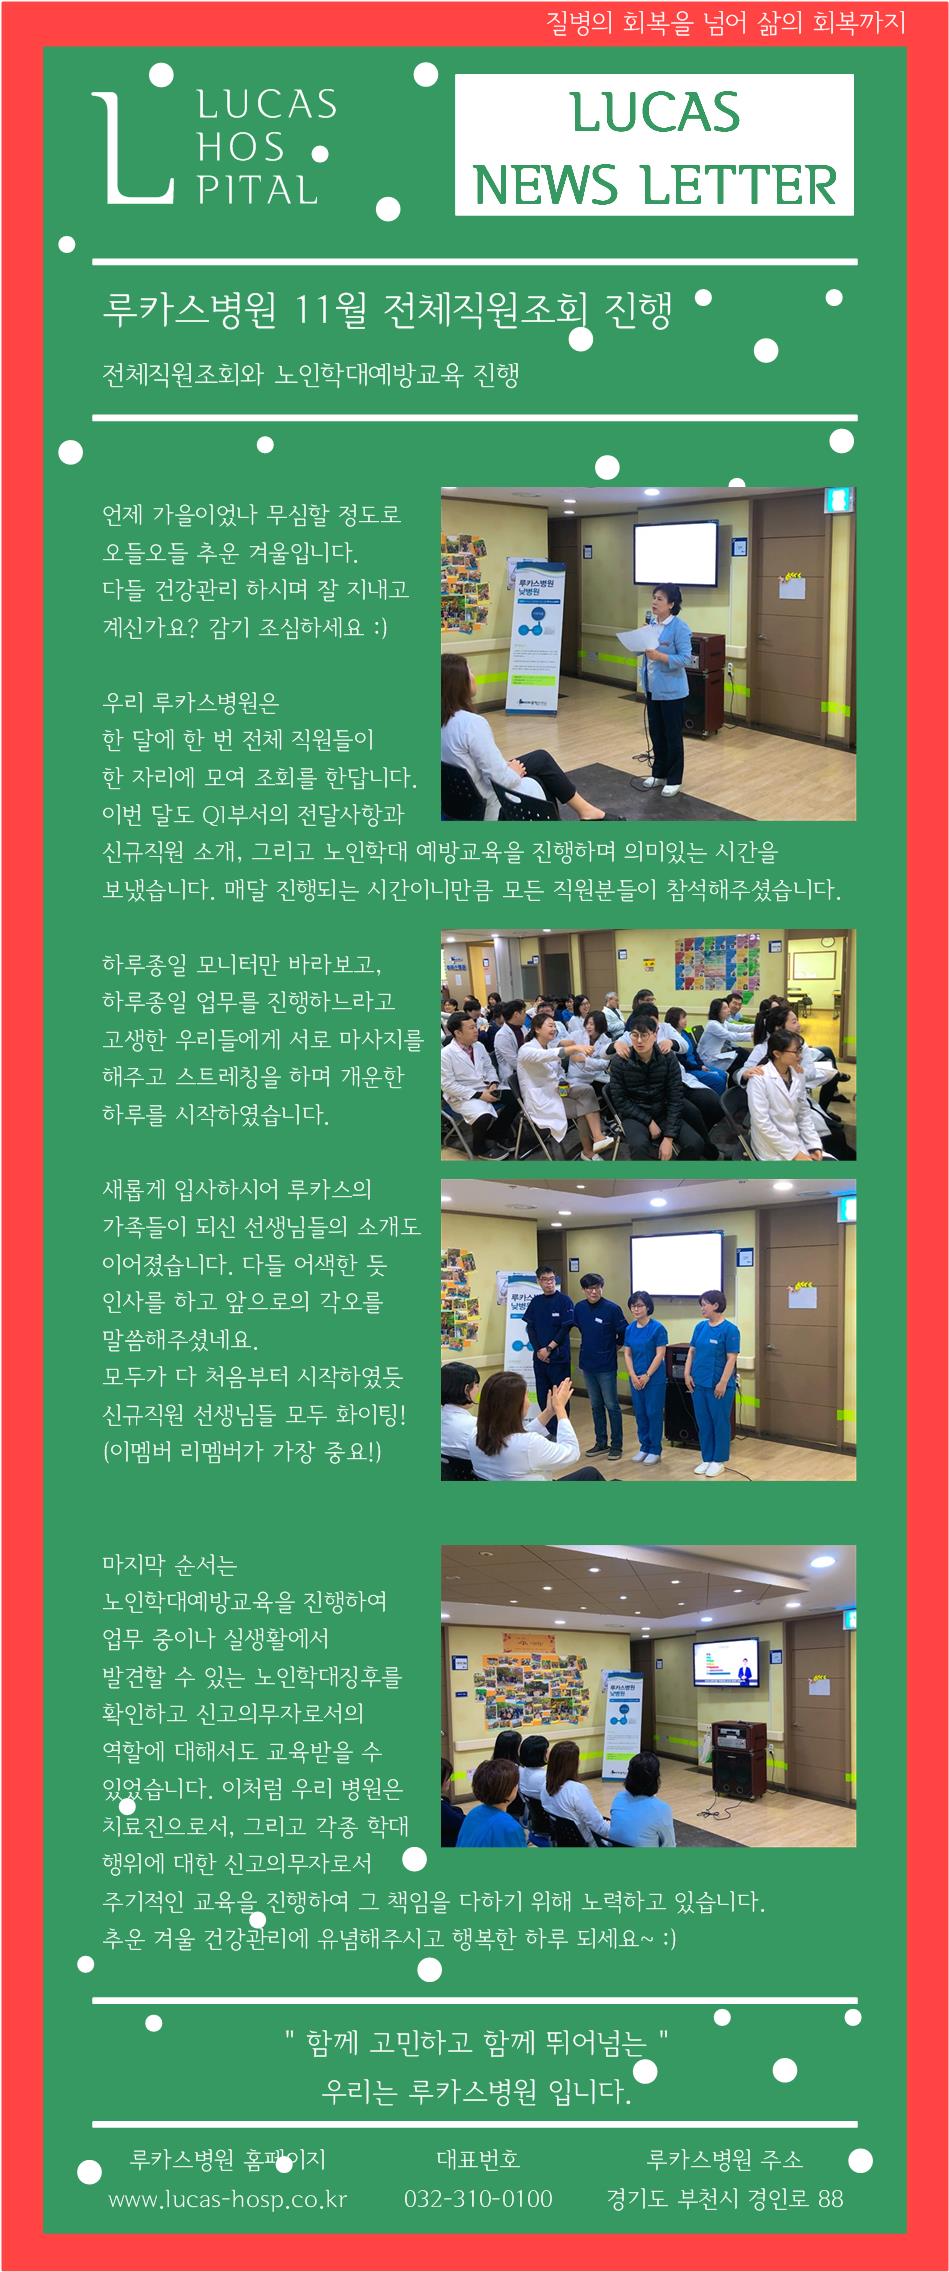 질병의 회복을 넘어 삶의 회복까지
L
LUCAS
HOS
PITAL
LUCAS
NEWS LETTER
루카스병원 11월 전체직원조회 진행
전체직원조회와 노인학대예방교육 진행
언제 가을이었나 무심할 정도로
오들오들 추운 겨울입니다.
다들 건강관리 하시며 잘 지내고
계신가요? 감기 조심하세요 :)
우리 루카스병원은
한 달에 한 번 전체 직원들이
한 자리에 모여 조회를 한답니다.
이번 달도 QI부서의 전달사항과
신규직원 소개, 그리고 노인학대 예방교육을 진행하며 의미있는 시간을
보냈습니다. 매달 진행되는 시간이니만큼 모든 직원분들이 참석해주셨습니다.
루카스병원
낮병원
하루종일 모니터만 바라보고,
하루종일 업무를 진행하느라고
고생한 우리들에게 서로 마사지를
해주고 스트레칭을 하며 개운한
하루를 시작하였습니다.
새롭게 입사하시어 루카스의
가족들이 되신 선생님들의 소개도
이어졌습니다. 다들 어색한 듯
인사를 하고 앞으로의 각오를
말씀해주셨네요.
모두가 다 처음부터 시작하였듯
신규직원 선생님들 모두 화이팅!
(이멤버 리멤버가 가장 중요!)
마지막 순서는
노인학대예방교육을 진행하여
업무 중이나 실생활에서
발견할 수 있는 노인학대징후를
확인하고 신고의무자로서의
역할에 대해서도 교육받을 수
있었습니다. 이처럼 우리 병원은
치료진으로서, 그리고 각종 학대
행위에 대한 신고의무자로서
주기적인 교육을 진행하여 그 책임을 다하기 위해 노력하고 있습니다.
추운 겨울 건강관리에 유념해주시고 행복한 하루 되세요~ :)
루카스병원
낮병원
" 함께 고민하고 함께 뛰어넘는 "
우리는 루카스병원 입니다.
루카스병원 홈페이지
대표번호
루카스병원 주소
www.lucas-hosp.co.kr
032-310-0100
경기도 부천시 경인로 88